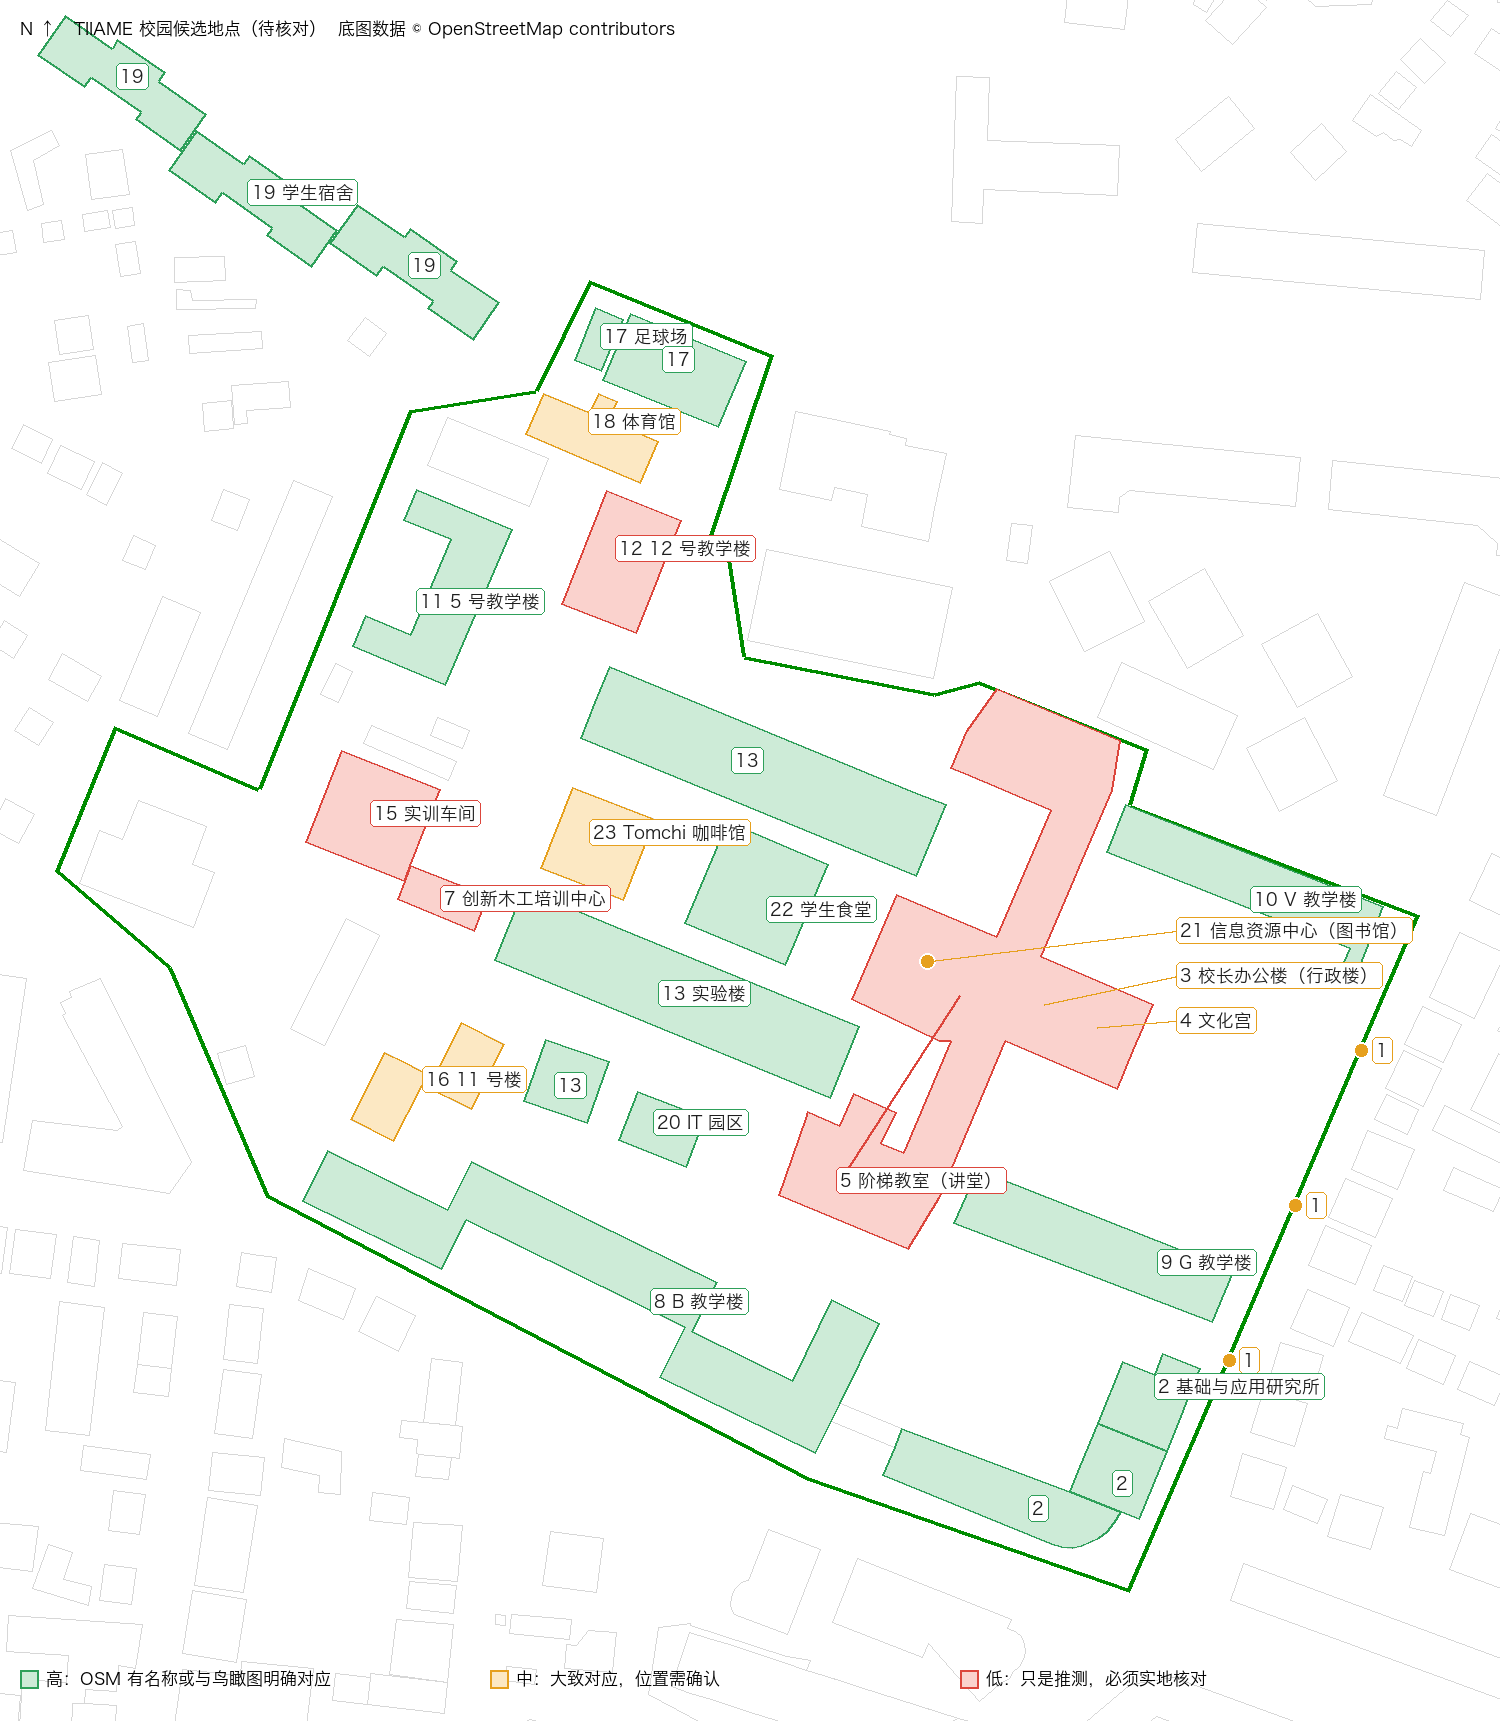 N ↑ TIIAME 校园候选地点（待核对） 底图数据 © OpenStreetMap contributors
19
19 学生宿舍
19
17 足球场
17
18 体育馆
12 12 号教学楼
11 5 号教学楼
13
15 实训车间
23 Tomchi 咖啡馆
7 创新木工培训中心
22 学生食堂
10 V 教学楼
21 信息资源中心（图书馆）
3 校长办公楼（行政楼）
13 实验楼
4 文化宫
1
16 11 号楼
13
20 IT 园区
5 阶梯教室（讲堂）
1
9 G 教学楼
8 B 教学楼
1
2 基础与应用研究所
2
2
高：OSM 有名称或与鸟瞰图明确对应
中：大致对应，位置需确认
低：只是推测，必须实地核对